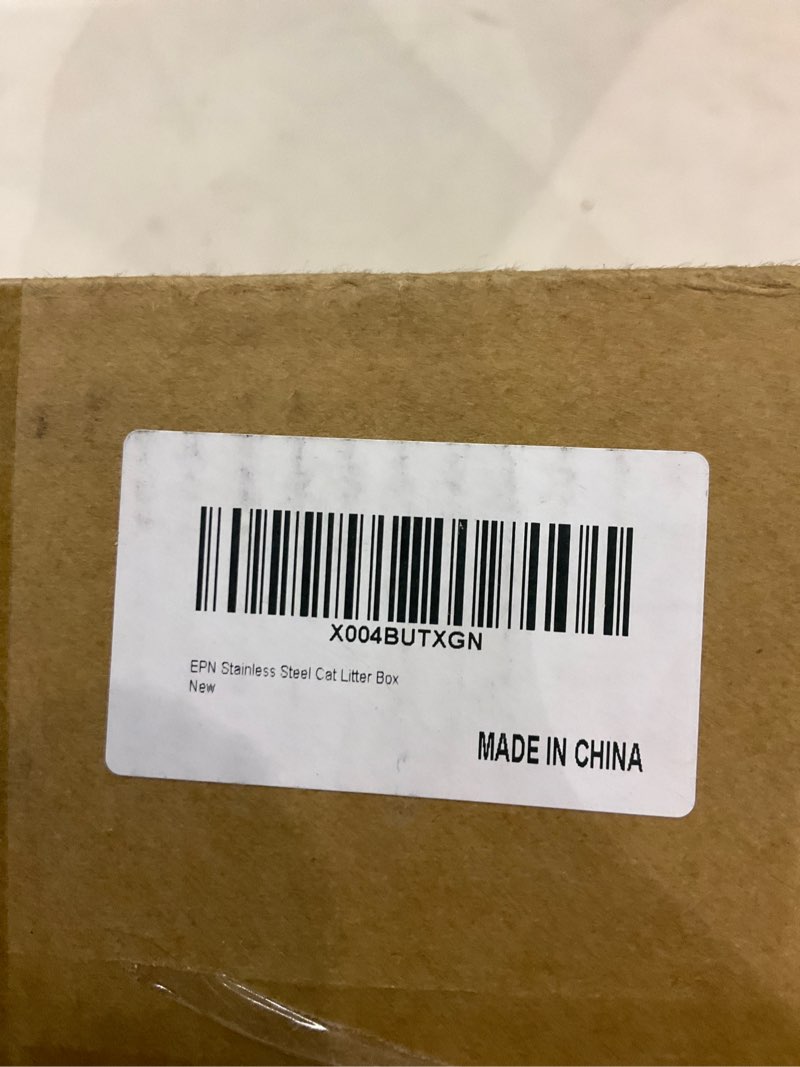 X004BUTXGN
EPN Stainless Steel Cat Litter Box
New
MADE IN CHINA